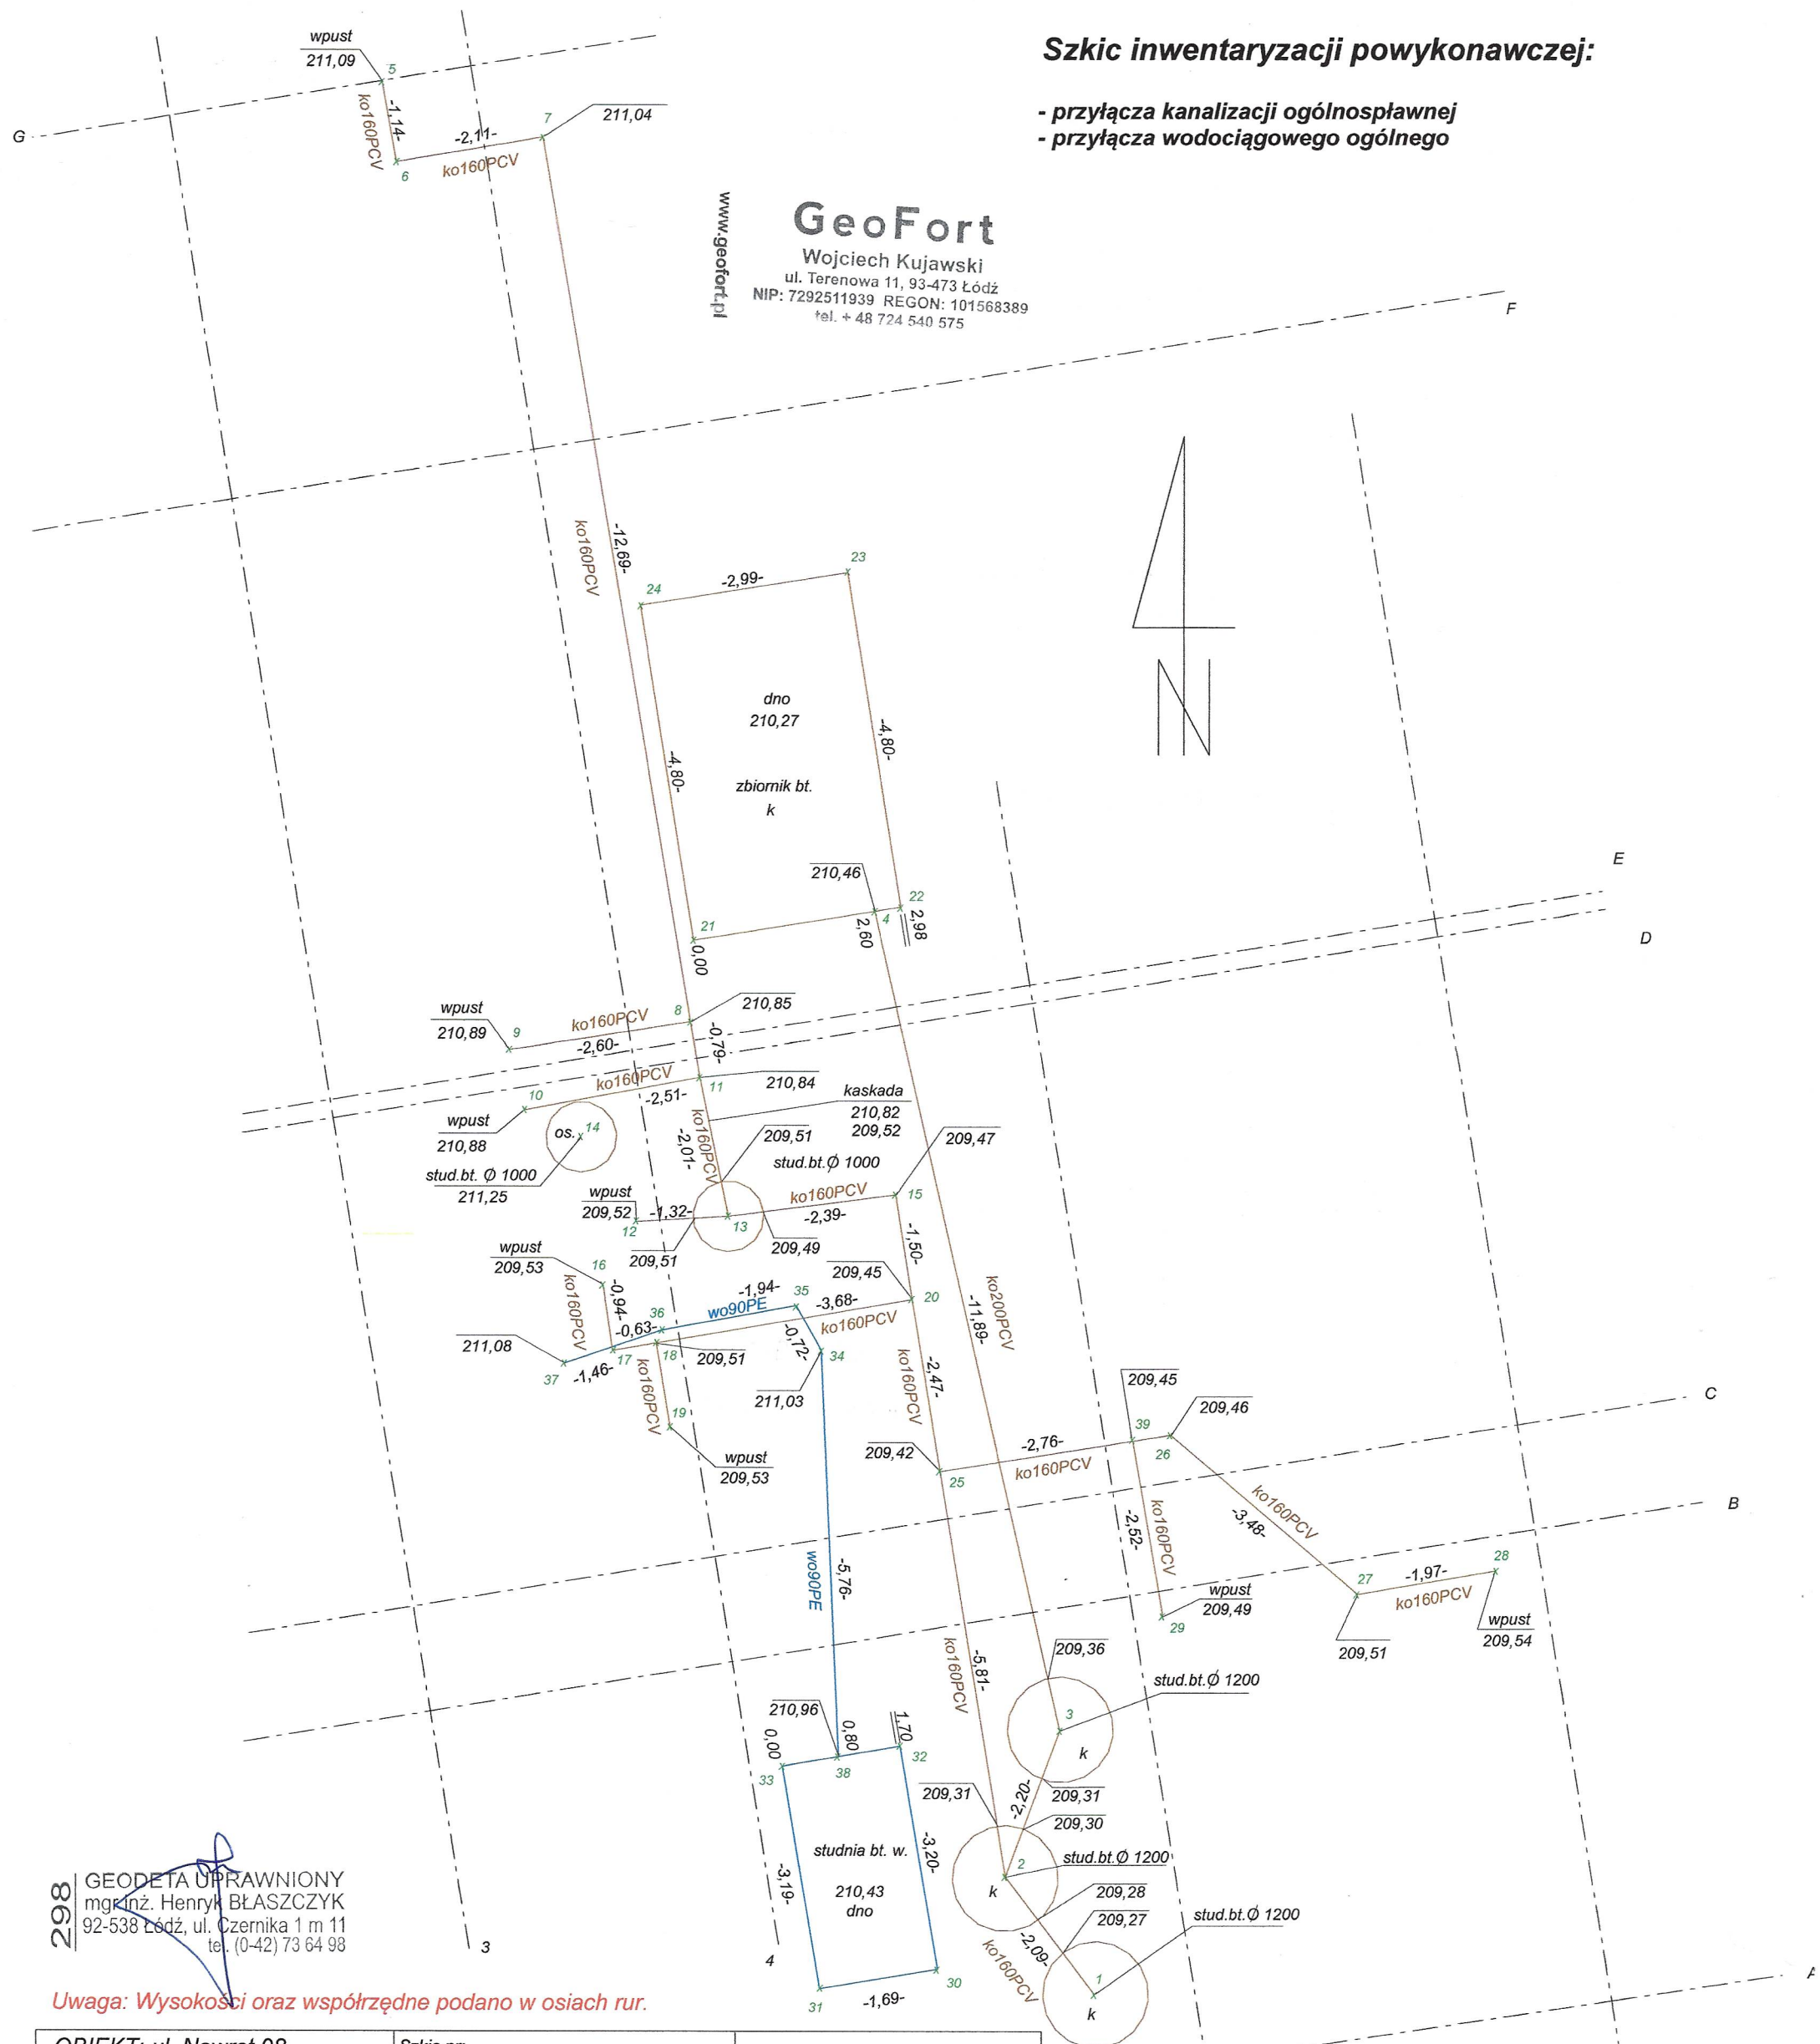 Szkic inwentaryzacji powykonawczej:
- przyłącza kanalizacji ogólnospławnej
- przyłącza wodociągowego ogólnego
www.geofort.pl
GeoFort
Wojciech Kujawski
ul. Terenowa 11, 93-473 Łódź
NIP: 7292511939 REGON: 101568389
tel. + 48 724 540 575
wpust
211,09
5
G
-1,14-
ko160PCV
6
-2,11-
ko160PCV
7
211,04
F
ko160PCV
-12,69-
24
-2,99-
23
dno
210,27
zbiornik bt.
k
-4,80-
-4,80-
N
210,46
22
4
2,98
2,60
21
0,00
E
D
wpust
210,89
9
ko160PCV
-2,60-
8
210,85
-0,79-
ko160PCV
-2,51-
11
210,84
10
wpust
210,88
os.
14
stud.bt. Ø 1000
211,25
ko160PCV
-2,01-
kaskada
210,82
209,52
209,51
stud.bt.Ø 1000
209,47
wpust
209,52
12
-1,32-
13
209,51
209,49
ko160PCV
-2,39-
15
-1,50-
wpust
209,53
16
ko160PCV
-0,94-
36
-0,63-
-1,94-
wo90PE
35
-3,68-
ko160PCV
209,45
20
211,08
37
-1,46-
17
18
209,51
-0,72-
34
211,03
ko160PCV
19
wpust
209,53
ko160PCV
-2,47-
ko200PCV
-11,89-
209,42
25
-2,76-
ko160PCV
209,45
39
26
209,46
C
B
ko160PCV
-3,48-
-2,52-
ko160PCV
wpust
209,49
29
27
209,51
-1,97-
ko160PCV
28
wpust
209,54
wo90PE
-5,76-
ko160PCV
-5,81-
209,36
3
stud.bt.Ø 1200
k
210,96
0,80
1,70
0,00
33
38
32
209,31
-2,20-
209,31
209,30
2
stud.bt.Ø 1200
k
209,28
209,27
stud.bt.Ø 1200
-2,09-
ko160PCV
1
k
studnia bt. w.
210,43
dno
-3,19-
-3,20-
31
-1,69-
30
3
4
A
298
GEODETA UPRAWNIONY
mgr inż. Henryk BŁASZCZYK
92-538 Łódź, ul. Czernika 1 m 11
tel. (0-42) 73 64 98
Uwaga: Wysokości oraz współrzędne podano w osiach rur.